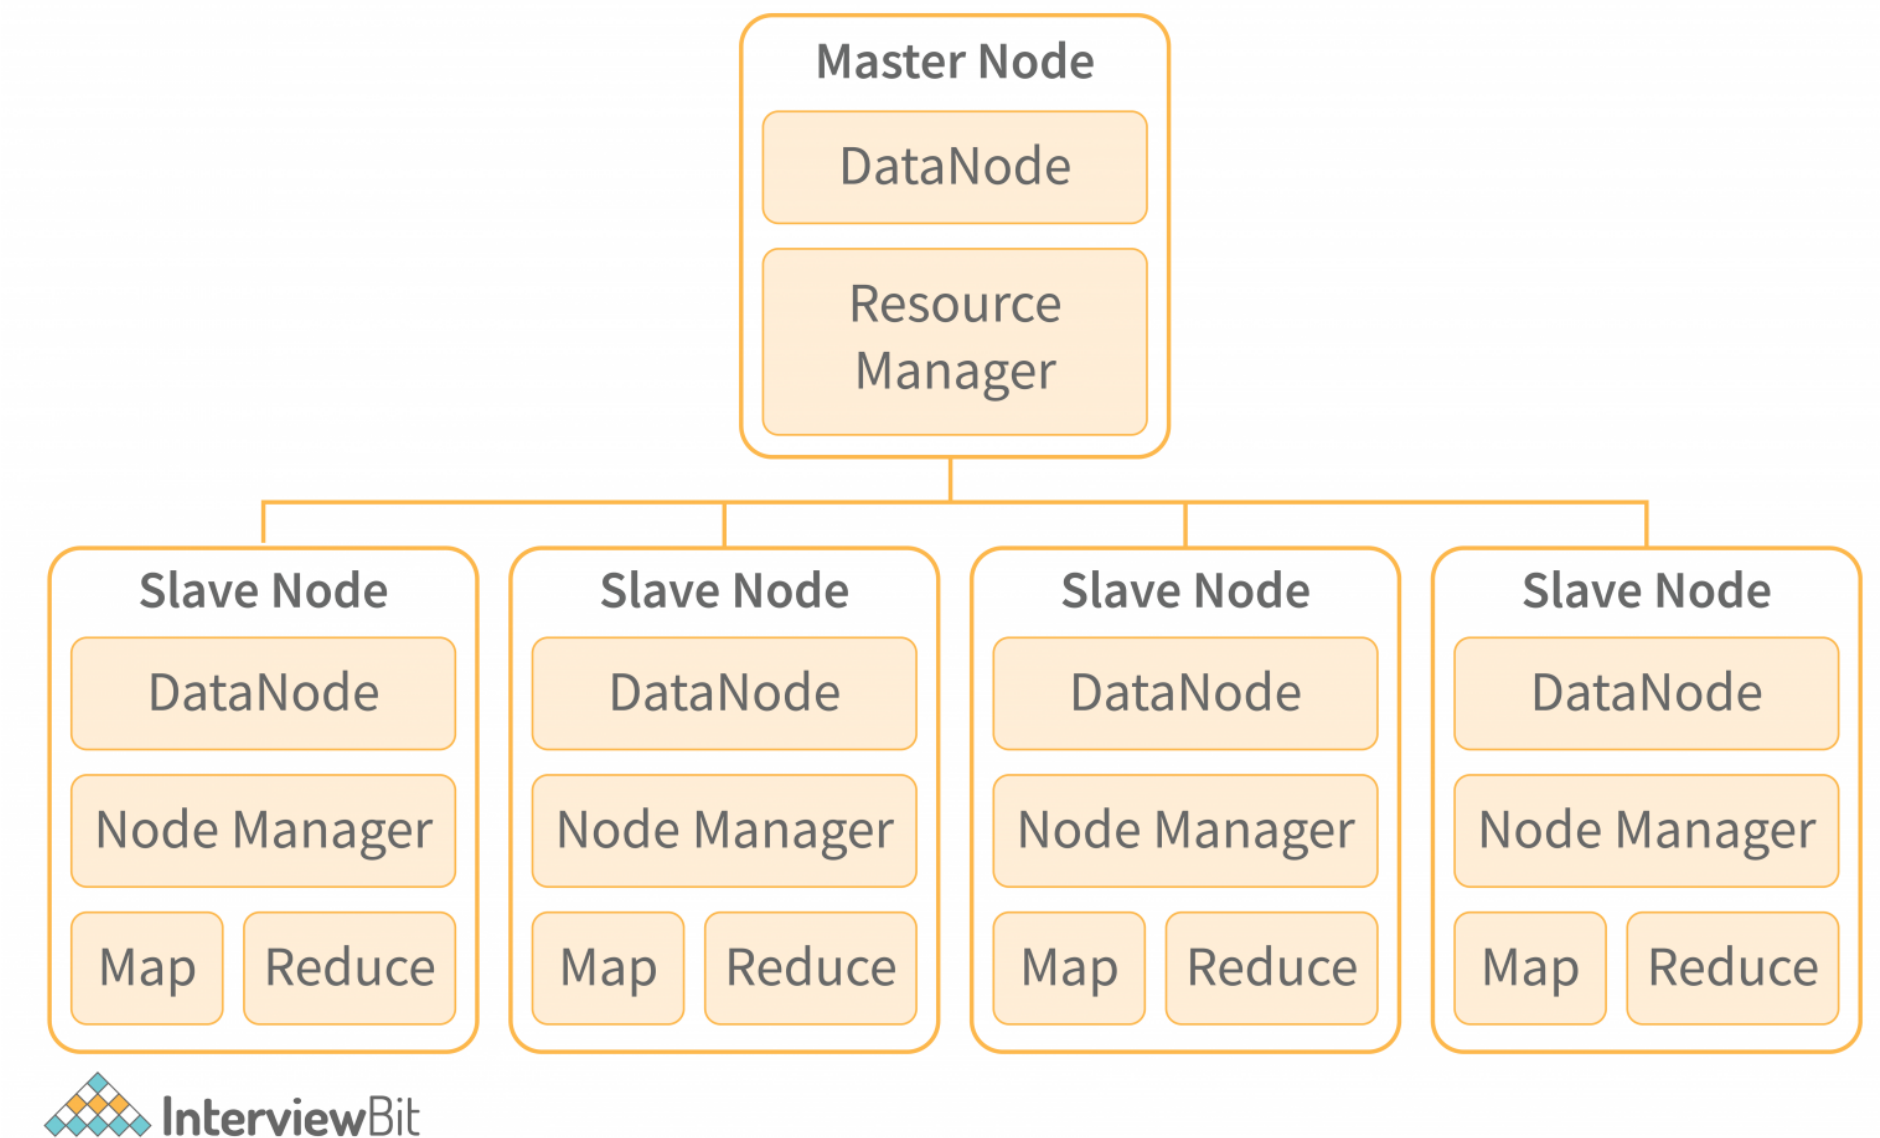 Master Node
DataNode
Resource
Manager
Slave Node
DataNode
Node Manager
Map Reduce
Slave Node
DataNode
Node Manager
Map Reduce
Slave Node
DataNode
Node Manager
Map Reduce
Slave Node
DataNode
Node Manager
Map Reduce
InterviewBit